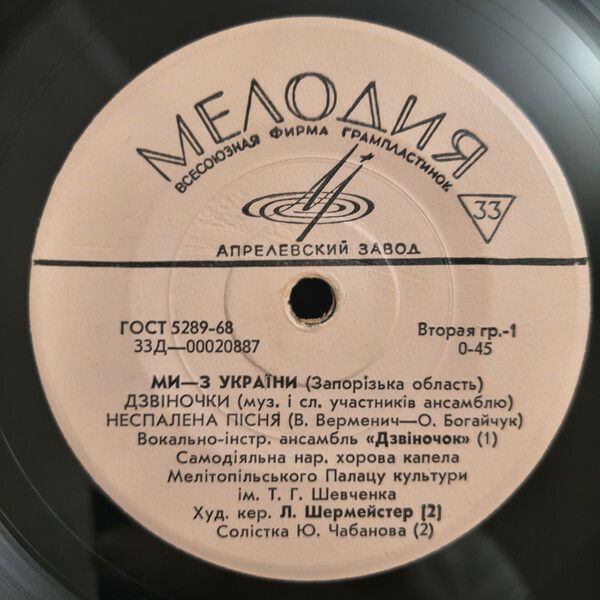 МЕЛОДИЯ
ВСЕСОЮЗНАЯ ФИРМА ГРАМПЛАСТИНОК
33
АПРЕЛЕВСКИЙ ЗАВОД
ГОСТ 5289-68 Вторая гр.-1
33Д—00020887 0-45
МИ—З УКРАЇНИ (Запорізька область)
ДЗВІНОЧКИ (муз. і сл. участників ансамблю)
НЕСПАЛЕНА ПІСНЯ (В. Верменич—О. Богайчук)
Вокально-інстр. ансамбль «Дзвіночок» (1)
Самодіяльна нар. хорова капела
Мелітопільського Палацу культури
ім. Т. Г. Шевченка
Худ. кер. Л. Шермейстер [2]
Солістка Ю. Чабанова (2)